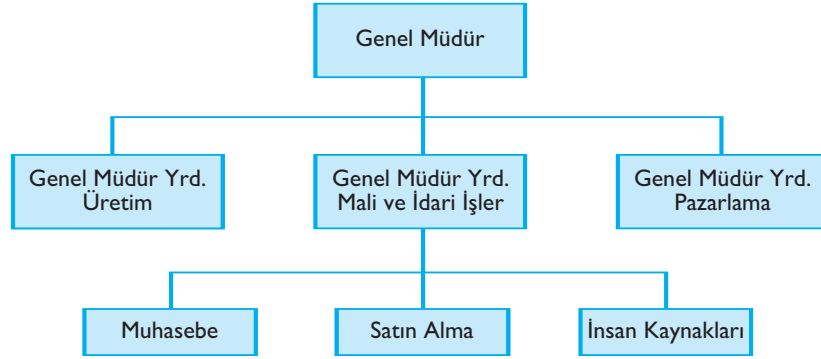 Genel Müdür
Genel Müdür Yrd.
Üretim
Genel Müdür Yrd.
Mali ve İdari İşler
Genel Müdür Yrd.
Pazarlama
Muhasebe
Satın Alma
İnsan Kaynakları